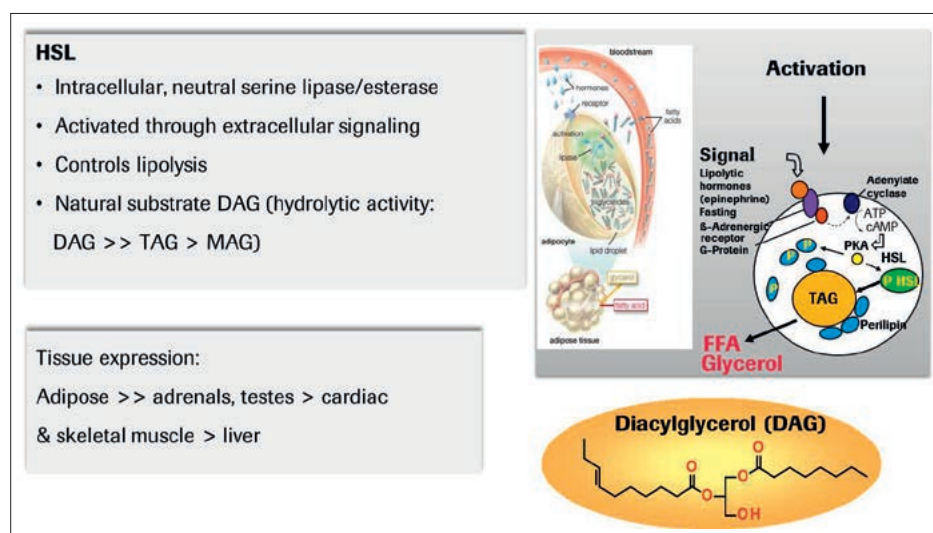 HSL
• Intracellular, neutral serine lipase/esterase
• Activated through extracellular signaling
• Controls lipolysis
• Natural substrate DAG (hydrolytic activity:
DAG >> TAG > MAG)
Tissue expression:
Adipose >> adrenals, testes > cardiac
& skeletal muscle > liver
bloodstream
hormones
receptor
fatty
acids
activation
lipase
triglycerides
adipocyte
lipid droplet
glycerol
fatty acid
adipose tissue
Activation
Signal
Lipolytic
hormones
(epinephrine)
Fasting
ß-Adrenergic
receptor
G-Protein
Adenylate
cyclase
ATP
cAMP
PKA
HSL
P
P
P
P
P HSL
TAG
Perilipin
FFA
Glycerol
Diacylglycerol (DAG)
O
O
O
O
OH